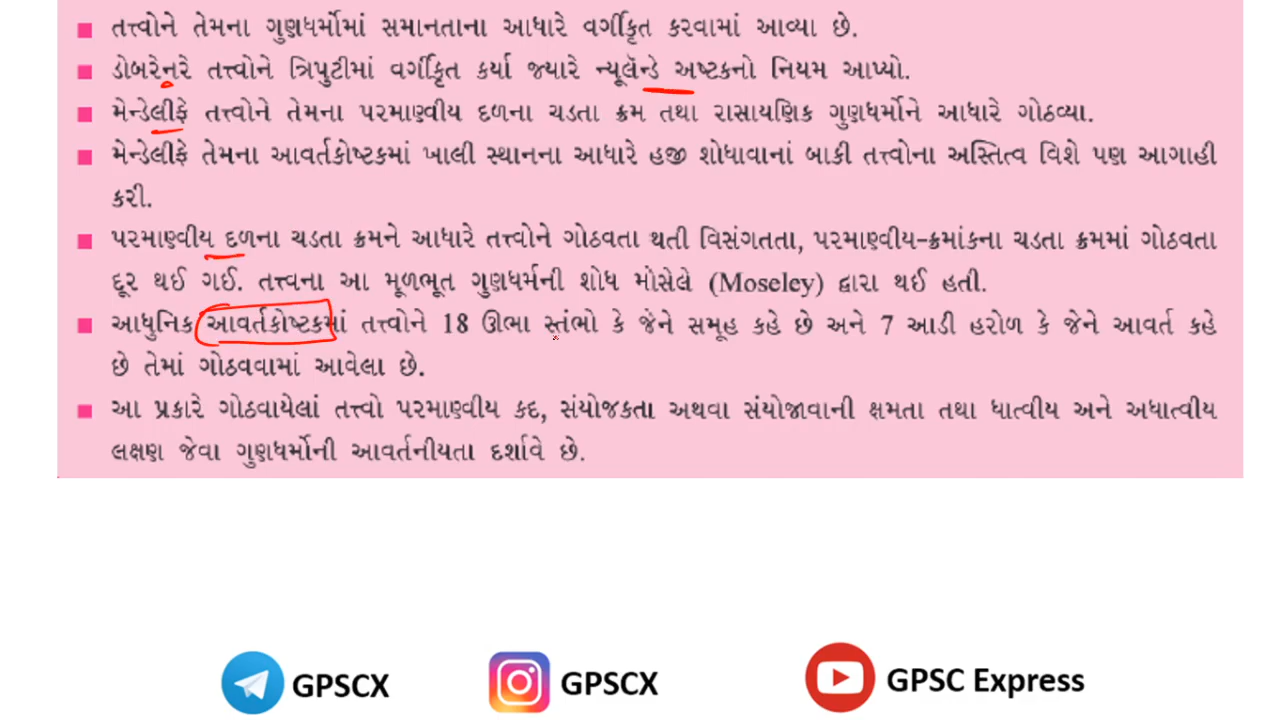 તત્ત્વોને તેમના ગુણધર્મોમાં સમાનતાના આધારે વર્ગીકૃત કરવામાં આવ્યા છે.
ડોબરેનરે તત્ત્વોને ત્રિપુટીમાં વર્ગીકૃત કર્યા જ્યારે ન્યૂલૅન્ડે અષ્ટકનો નિયમ આપ્યો.
મેન્ડેલીફે તત્ત્વોને તેમના પરમાણ્વીય દળના ચડતા ક્રમ તથા રાસાયણિક ગુણધર્મોને આધારે ગોઠવ્યા.
મેન્ડેલીફે તેમના આવર્તકોષ્ટકમાં ખાલી સ્થાનના આધારે હજી શોધાવાનાં બાકી તત્ત્વોના અસ્તિત્વ વિશે પણ આગાહી
કરી.
પરમાણ્વીય દળના ચડતા ક્રમને આધારે તત્ત્વોને ગોઠવતા થતી વિસંગતતા, પરમાણ્વીય-ક્રમાંકના ચડતા ક્રમમાં ગોઠવતા
દૂર થઈ ગઈ. તત્ત્વના આ મૂળભૂત ગુણધર્મની શોધ મોસેલે (Moseley) દ્વારા થઈ હતી.
આધુનિક આવર્તકોષ્ટકમાં તત્ત્વોને 18 ઊભા સ્તંભો કે જેને સમૂહ કહે છે અને 7 આડી હરોળ કે જેને આવર્ત કહે
છે તેમાં ગોઠવવામાં આવેલા છે.
આ પ્રકારે ગોઠવાયેલાં તત્ત્વો પરમાણ્વીય કદ, સંયોજકતા અથવા સંયોજાવાની ક્ષમતા તથા ધાત્વીય અને અધાત્વીય
લક્ષણ જેવા ગુણધર્મોની આવર્તનીયતા દર્શાવે છે.
GPSCX
GPSCX
GPSC Express